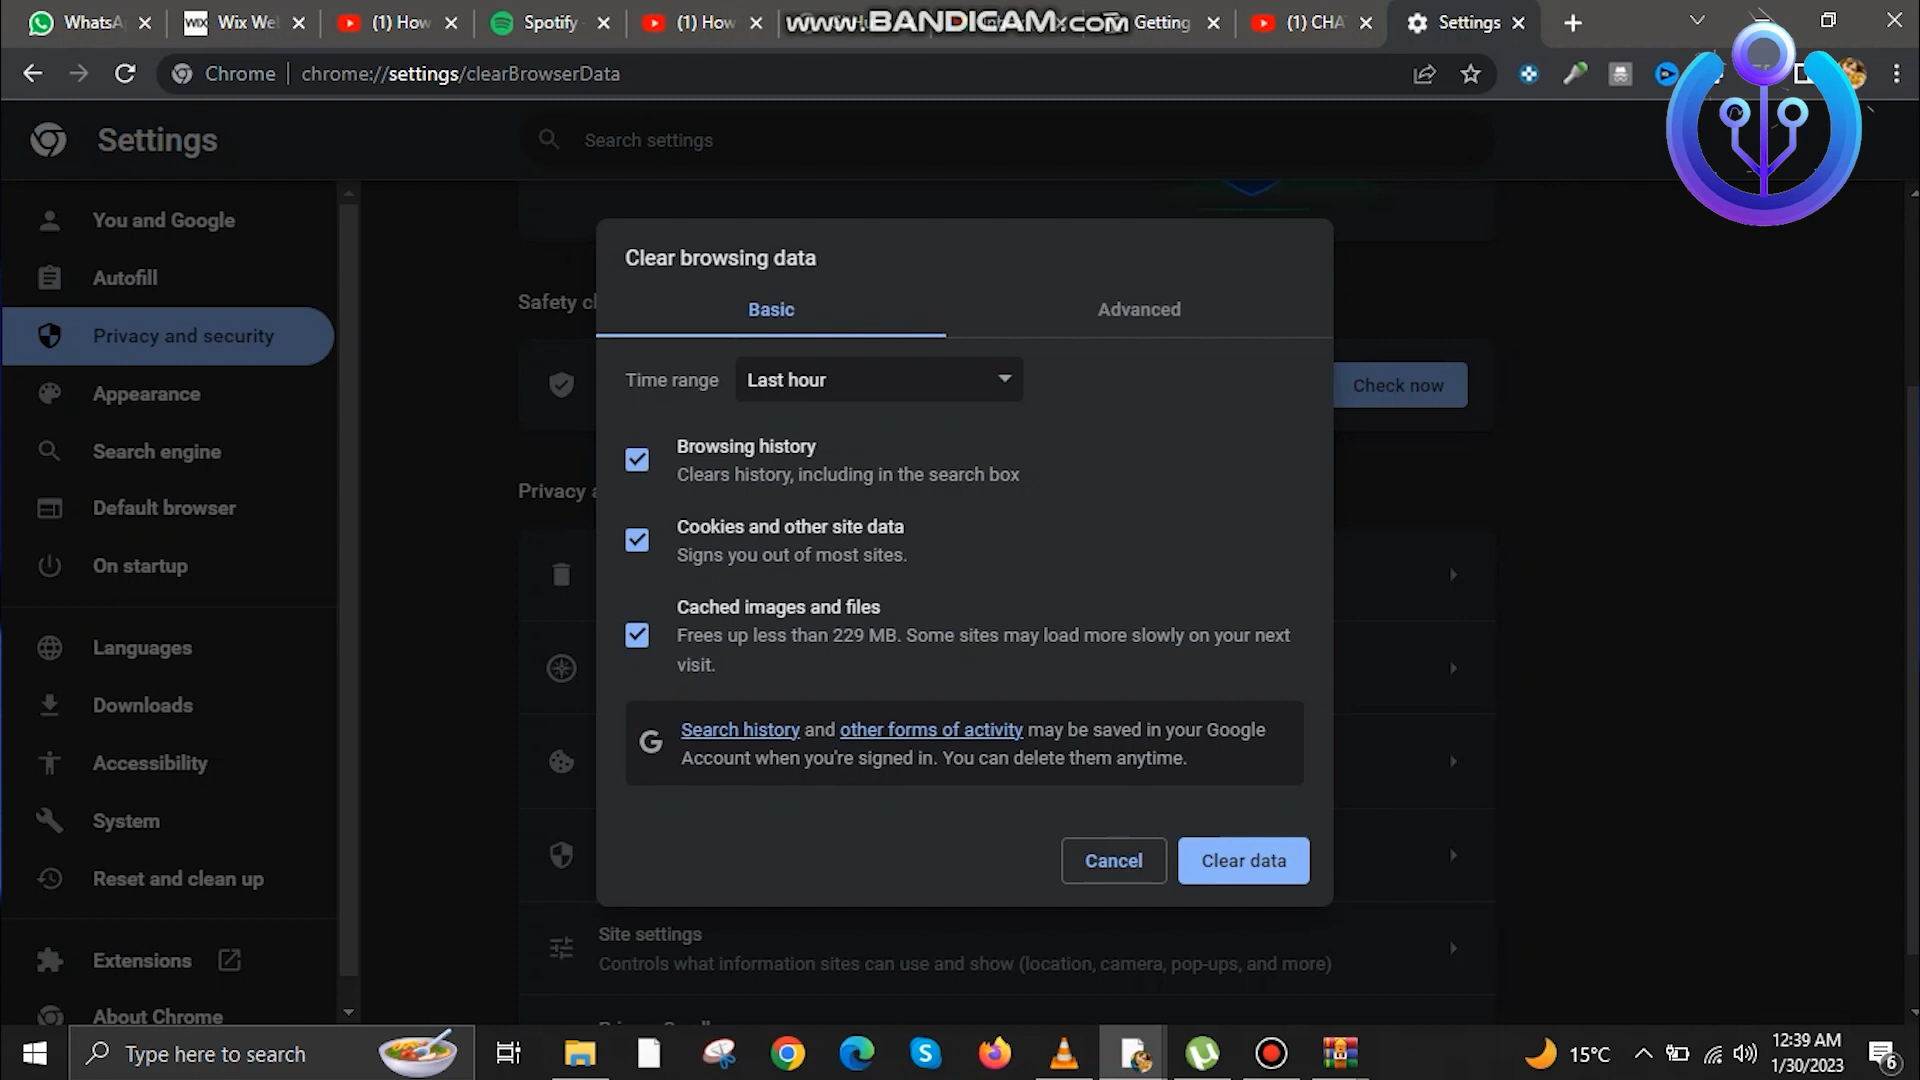 WhatsA
Wix We
(1) How
Spotify
(1) How
www.BANDICAM.com
Getting
(1) CHA
Settings
Chrome
chrome://settings/clearBrowserData
Settings
Search settings
You and Google
Autofill
Privacy and security
Appearance
Search engine
Default browser
On startup
Languages
Downloads
Accessibility
System
Reset and clean up
Extensions
About Chrome
Safety c
Check now
Privacy a
Clear browsing data
Basic
Advanced
Time range
Last hour
Browsing history
Clears history, including in the search box
Cookies and other site data
Signs you out of most sites.
Cached images and files
Frees up less than 229 MB. Some sites may load more slowly on your next
visit.
Search history and other forms of activity may be saved in your Google
Account when you're signed in. You can delete them anytime.
Cancel
Clear data
Site settings
Controls what information sites can use and show (location, camera, pop-ups, and more)
Type here to search
15°C
12:39 AM
1/30/2023
6